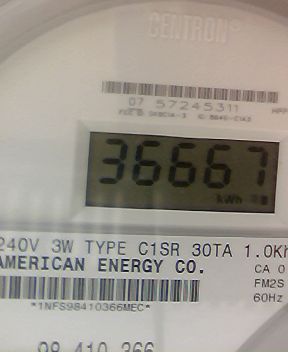 CENTRON®
07 57245311
36667
kWh
240V 3W TYPE C1SR 30TA 1.0Kh
AMERICAN ENERGY CO.
CA 0
FM2S
60Hz
*1NFS98410366MEC*
98 410 366